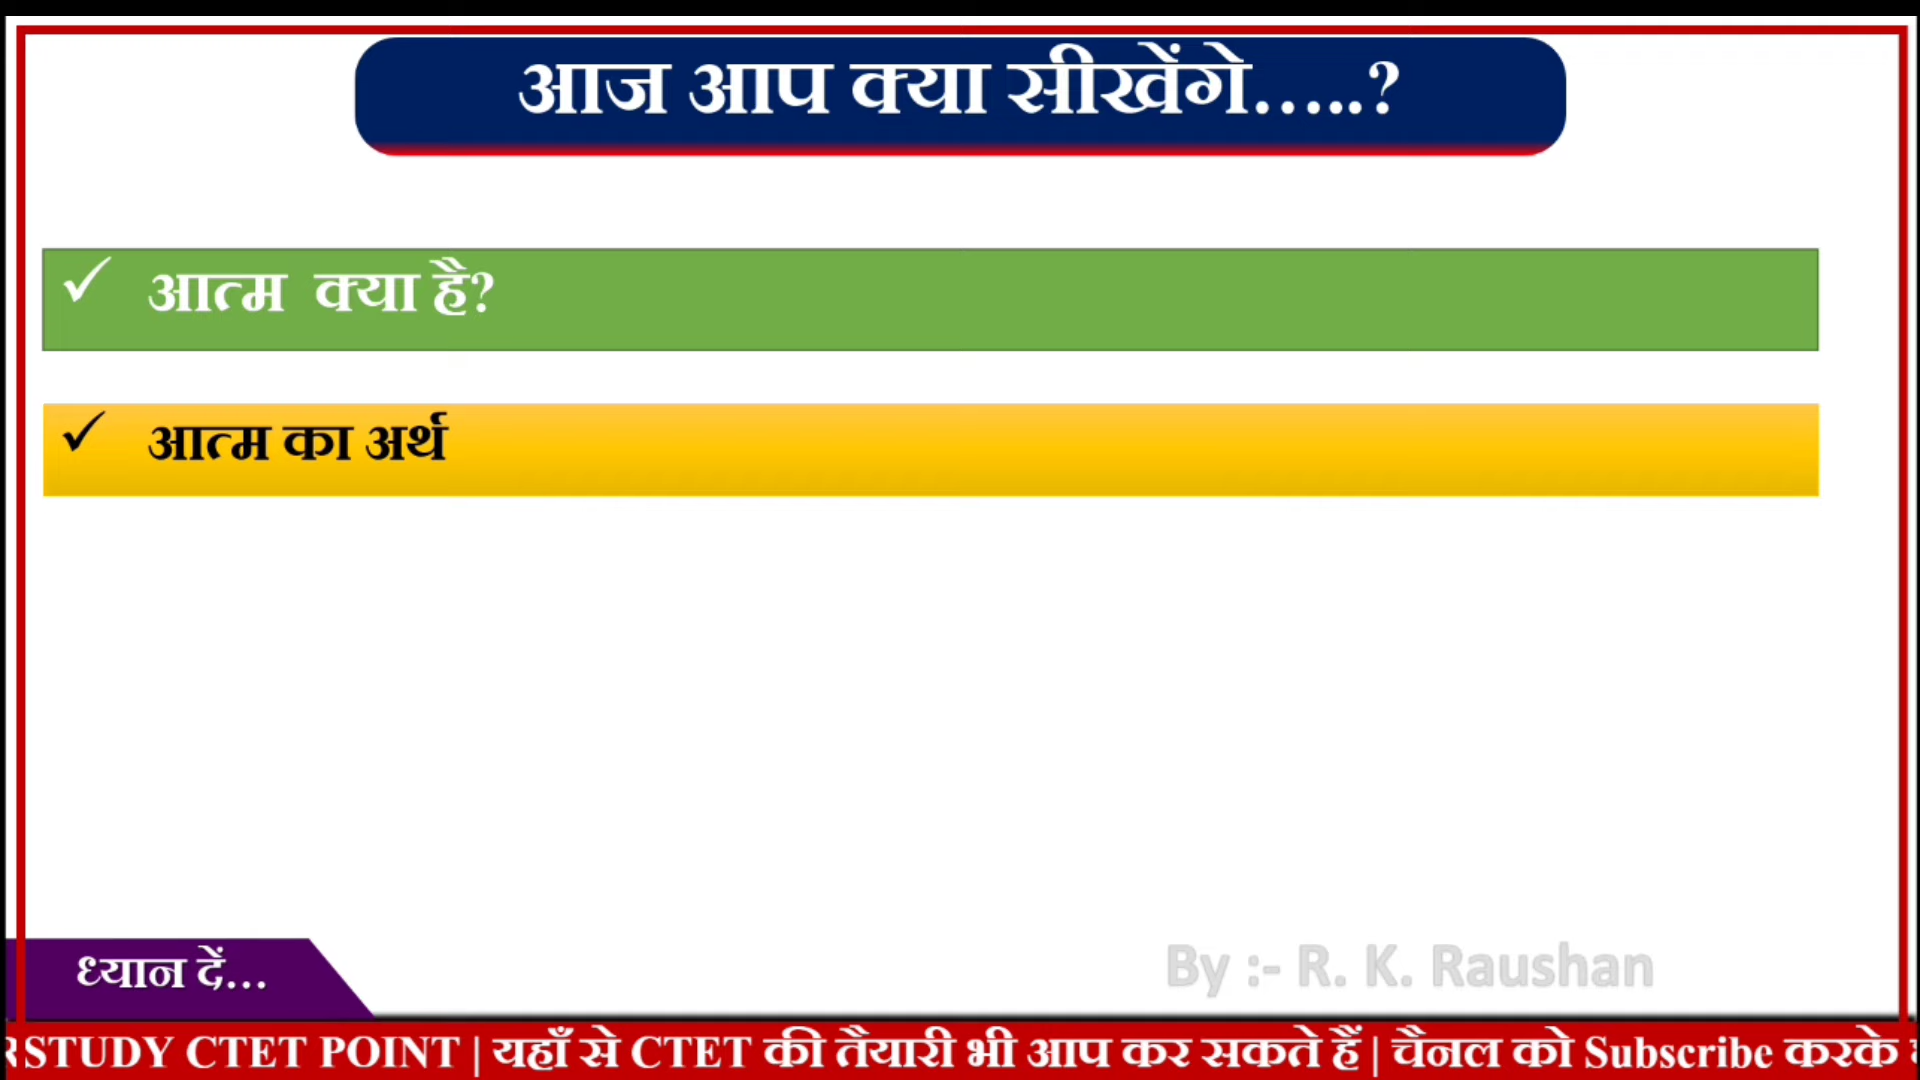 आज आप क्या सीखेंगे…..?
✓ आत्म क्या है?
✓ आत्म का अर्थ
ध्यान दें…
By :- R. K. Raushan
STUDY CTET POINT | यहाँ से CTET की तैयारी भी आप कर सकते हैं | चैनल को Subscribe करके